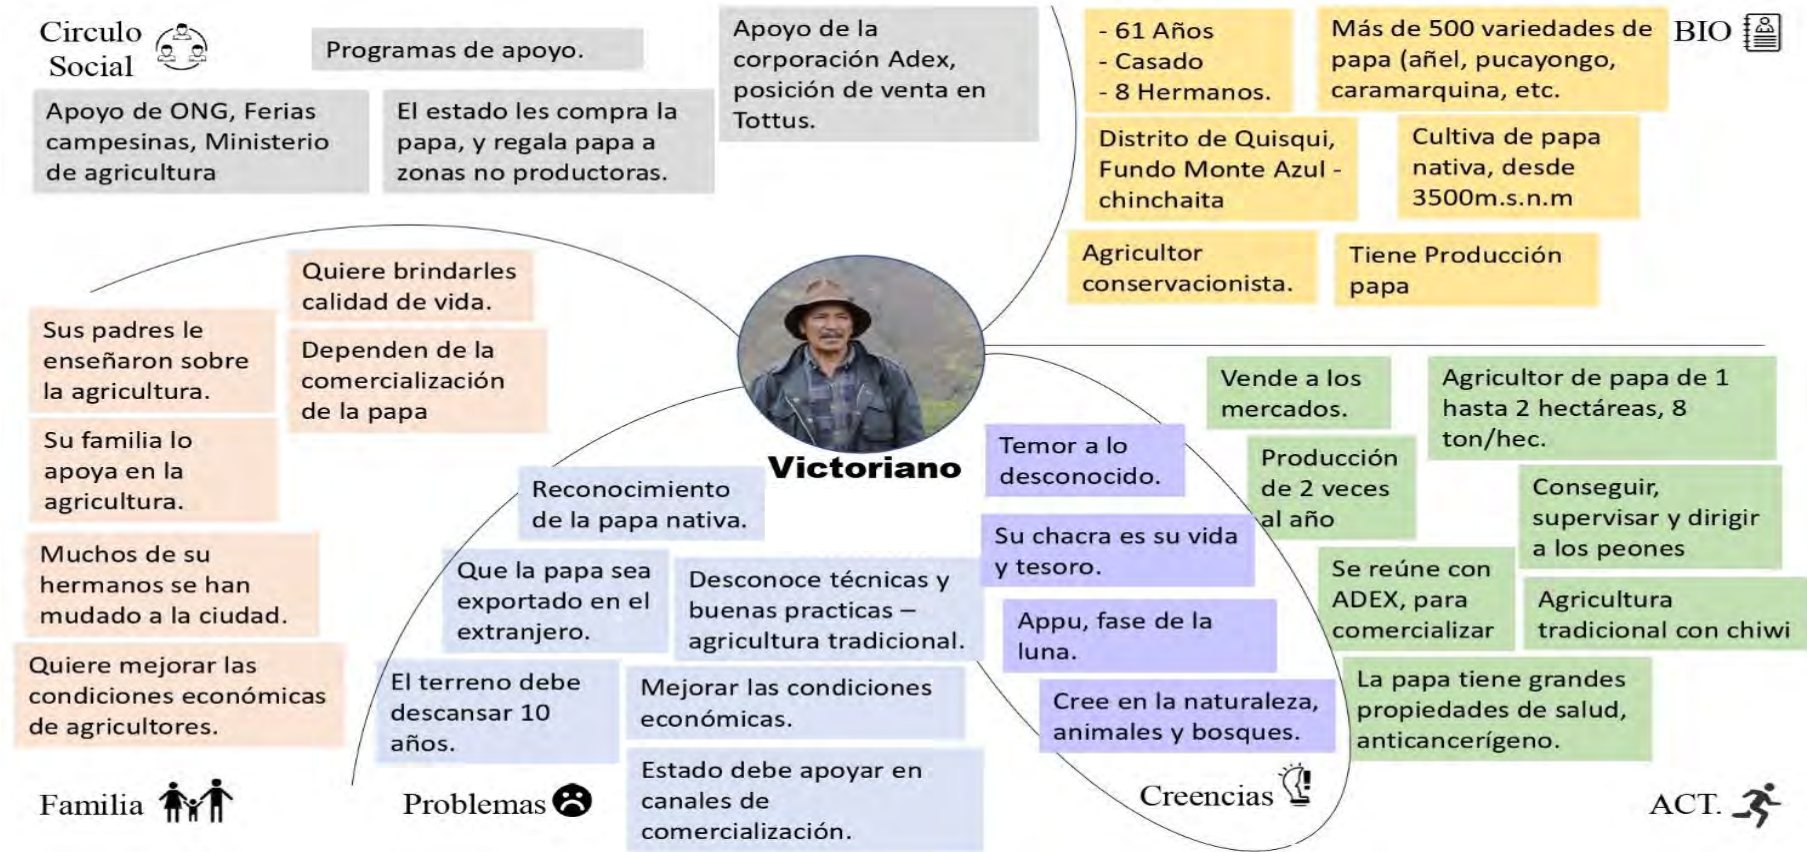 Circulo
Social
Programas de apoyo.
Apoyo de ONG, Ferias
campesinas, Ministerio
de agricultura
El estado les compra la
papa, y regala papa a
zonas no productoras.
Apoyo de la
corporación Adex,
posición de venta en
Tottus.
BIO
- 61 Años
- Casado
- 8 Hermanos.
Más de 500 variedades de
papa (añel, pucayongo,
caramarquina, etc.
Distrito de Quisqui,
Fundo Monte Azul -
chinchaita
Cultiva de papa
nativa, desde
3500m.s.n.m
Agricultor
conservacionista.
Tiene Producción
papa
Quiere brindarles
calidad de vida.
Sus padres le
enseñaron sobre
la agricultura.
Dependen de la
comercialización
de la papa
Su familia lo
apoya en la
agricultura.
Muchos de su
hermanos se han
mudado a la ciudad.
Quiere mejorar las
condiciones económicas
de agricultores.
Familia
Victoriano
Reconocimiento
de la papa nativa.
Que la papa sea
exportado en el
extranjero.
Desconoce técnicas y
buenas practicas –
agricultura tradicional.
El terreno debe
descansar 10
años.
Mejorar las condiciones
económicas.
Estado debe apoyar en
canales de
comercialización.
Problemas
Temor a lo
desconocido.
Su chacra es su vida
y tesoro.
Appu, fase de la
luna.
Cree en la naturaleza,
animales y bosques.
Creencias
Vende a los
mercados.
Agricultor de papa de 1
hasta 2 hectáreas, 8
ton/hec.
Producción
de 2 veces
al año
Conseguir,
supervisar y dirigir
a los peones
Se reúne con
ADEX, para
comercializar
Agricultura
tradicional con chiwi
La papa tiene grandes
propiedades de salud,
anticancerígeno.
ACT.